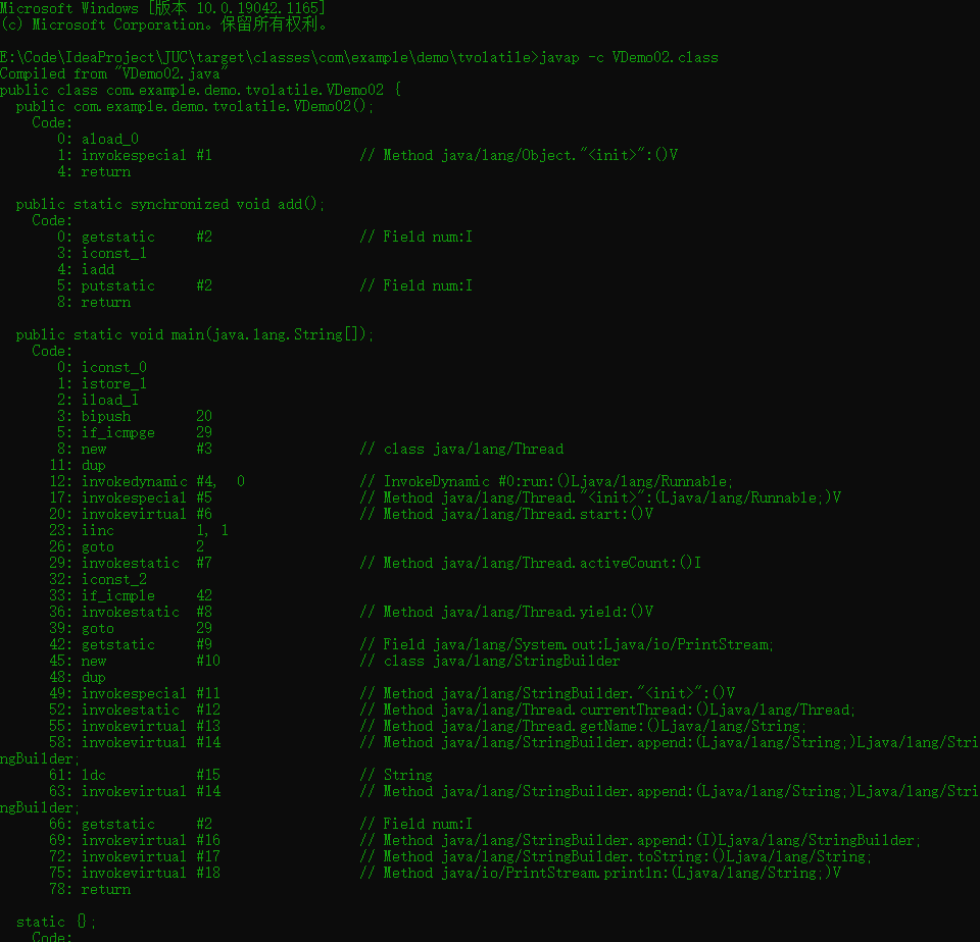 Microsoft Windows [版本 10.0.19042.1165]
(c) Microsoft Corporation。保留所有权利。

E:\Code\IdeaProject\JUC\target\classes\com\example\demo\tvolatile>javap -c VDemo02.class
Compiled from "VDemo02.java"
public class com.example.demo.tvolatile.VDemo02 {
  public com.example.demo.tvolatile.VDemo02();
    Code:
       0: aload_0
       1: invokespecial #1                  // Method java/lang/Object."<init>":()V
       4: return

  public static synchronized void add();
    Code:
       0: getstatic     #2                  // Field num:I
       3: iconst_1
       4: iadd
       5: putstatic     #2                  // Field num:I
       8: return

  public static void main(java.lang.String[]);
    Code:
       0: iconst_0
       1: istore_1
       2: iload_1
       3: bipush        20
       5: if_icmpge     29
       8: new           #3                  // class java/lang/Thread
      11: dup
      12: invokedynamic #4,  0              // InvokeDynamic #0:run:()Ljava/lang/Runnable;
      17: invokespecial #5                  // Method java/lang/Thread."<init>":(Ljava/lang/Runnable;)V
      20: invokevirtual #6                  // Method java/lang/Thread.start:()V
      23: iinc          1, 1
      26: goto          2
      29: invokestatic  #7                  // Method java/lang/Thread.activeCount:()I
      32: iconst_2
      33: if_icmple     42
      36: invokestatic  #8                  // Method java/lang/Thread.yield:()V
      39: goto          29
      42: getstatic     #9                  // Field java/lang/System.out:Ljava/io/PrintStream;
      45: new           #10                 // class java/lang/StringBuilder
      48: dup
      49: invokespecial #11                 // Method java/lang/StringBuilder."<init>":()V
      52: invokestatic  #12                 // Method java/lang/Thread.currentThread:()Ljava/lang/Thread;
      55: invokevirtual #13                 // Method java/lang/Thread.getName:()Ljava/lang/String;
      58: invokevirtual #14                 // Method java/lang/StringBuilder.append:(Ljava/lang/String;)Ljava/lang/Stri
ngBuilder;
      61: ldc           #15                 // String
      63: invokevirtual #14                 // Method java/lang/StringBuilder.append:(Ljava/lang/String;)Ljava/lang/Stri
ngBuilder;
      66: getstatic     #2                  // Field num:I
      69: invokevirtual #16                 // Method java/lang/StringBuilder.append:(I)Ljava/lang/StringBuilder;
      72: invokevirtual #17                 // Method java/lang/StringBuilder.toString:()Ljava/lang/String;
      75: invokevirtual #18                 // Method java/io/PrintStream.println:(Ljava/lang/String;)V
      78: return

  static {};
    Code: